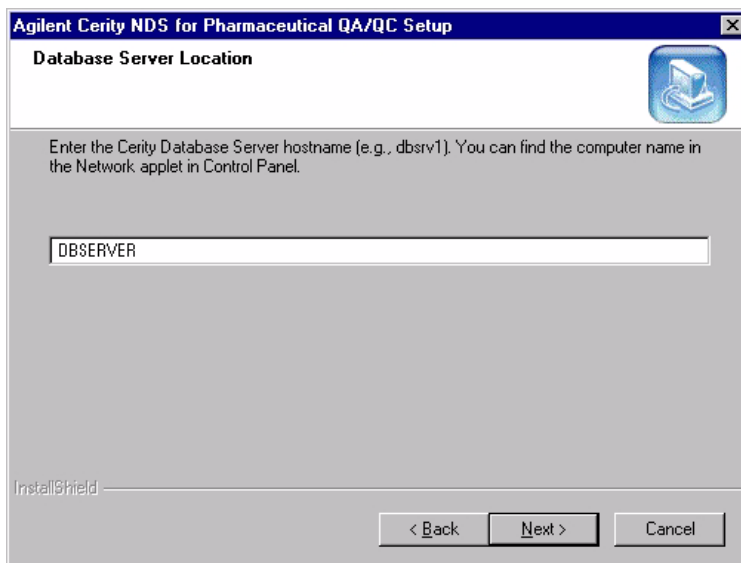 Agilent Cerity NDS for Pharmaceutical QA/QC Setup
Database Server Location
Enter the Cerity Database Server hostname (e.g., dbsrv1). You can find the computer name in
the Network applet in Control Panel.
DBSERVER
InstallShield
< Back Next > Cancel